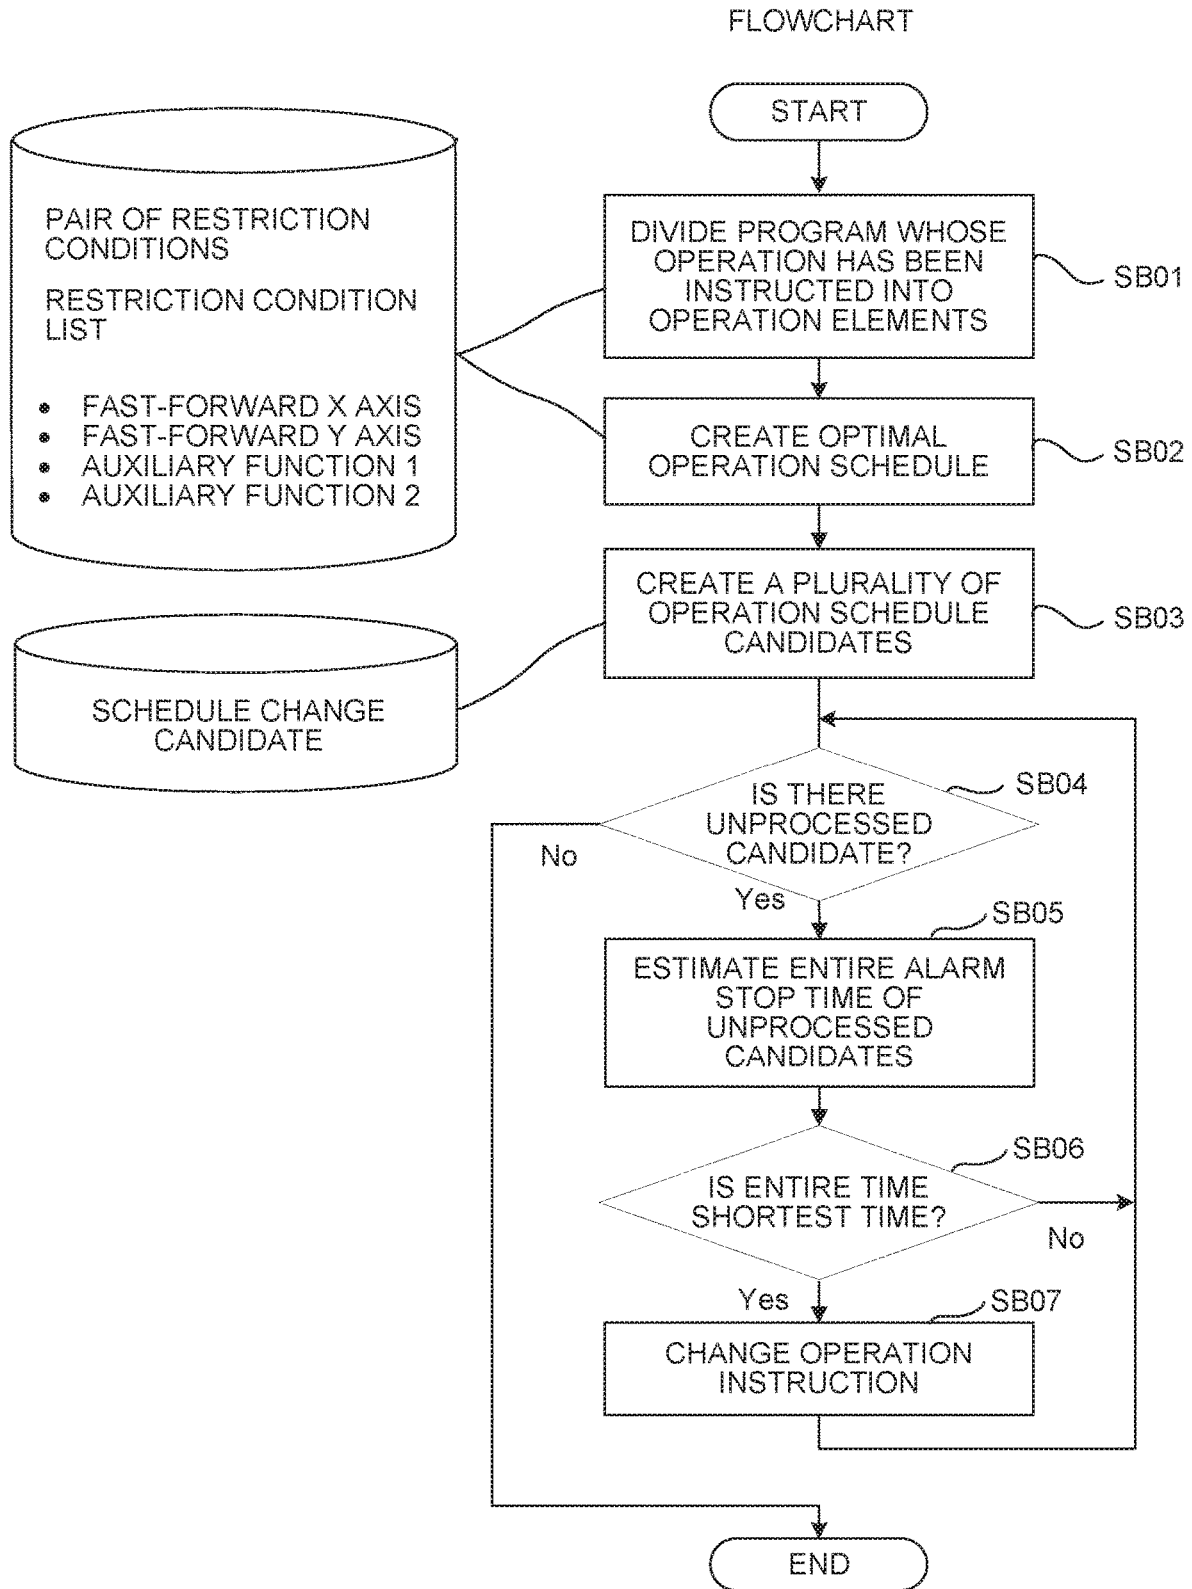 FLOWCHART
START
PAIR OF RESTRICTION
CONDITIONS
RESTRICTION CONDITION
LIST
• FAST-FORWARD X AXIS
• FAST-FORWARD Y AXIS
• AUXILIARY FUNCTION 1
• AUXILIARY FUNCTION 2
DIVIDE PROGRAM WHOSE
OPERATION HAS BEEN
INSTRUCTED INTO
OPERATION ELEMENTS
SB01
CREATE OPTIMAL
OPERATION SCHEDULE
SB02
CREATE A PLURALITY OF
OPERATION SCHEDULE
CANDIDATES
SB03
SCHEDULE CHANGE
CANDIDATE
IS THERE
UNPROCESSED
CANDIDATE?
SB04
No
Yes
SB05
ESTIMATE ENTIRE ALARM
STOP TIME OF
UNPROCESSED
CANDIDATES
SB06
IS ENTIRE TIME
SHORTEST TIME?
No
Yes
SB07
CHANGE OPERATION
INSTRUCTION
END